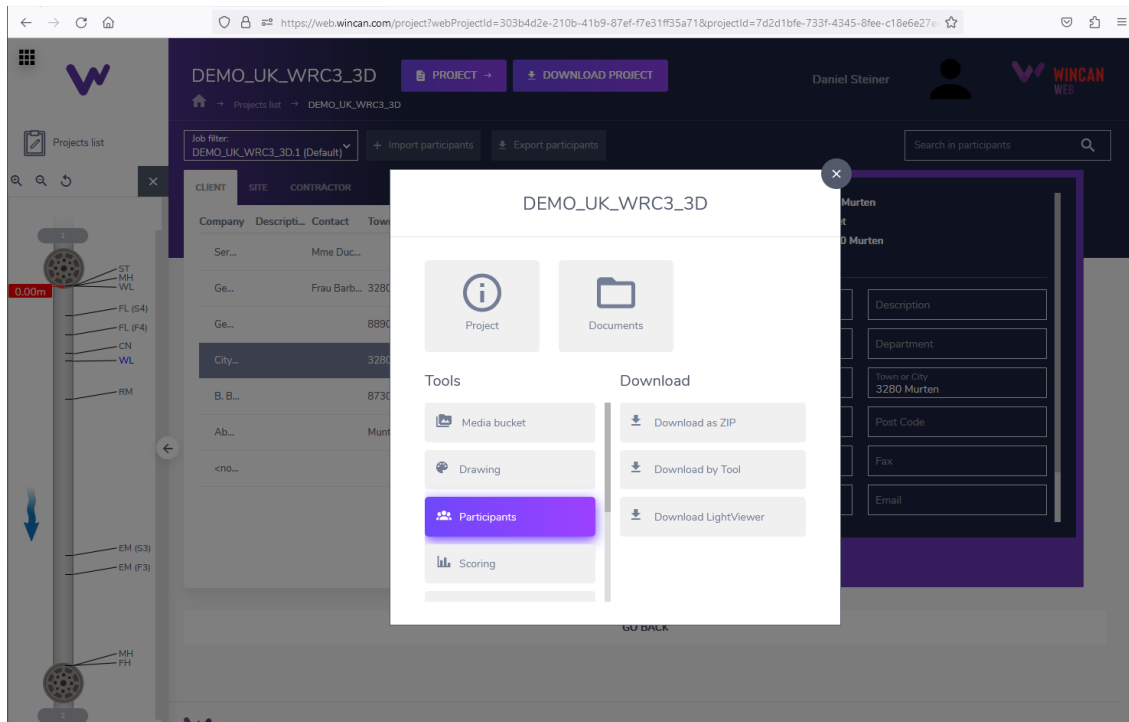 https://web.wincan.com/project?webProjectId=303b4d2e-210b-41b9-87ef-f7e31ff35a71&projectId=7d2d1bfe-733f-4345-8fee-c18e6e27e
DEMO_UK_WRC3_3D
PROJECT →
DOWNLOAD PROJECT
Daniel Steiner
WINCAN
WEB
→ Projects list → DEMO_UK_WRC3_3D
Projects list
Job filter:
DEMO_UK_WRC3_3D.1 (Default)
+ Import participants
Export participants
Search in participants
CLIENT SITE CONTRACTOR
Company Descripti... Contact Town
Ser... Mme Duc...
Ge... Frau Barb... 3280
Ge... 8890
City... 3280
B. B... 8730
Ab... Munt
<no...
1
ST
MH
WL
0.00m
FL (S4)
FL (F4)
CN
WL
RM
EM (S3)
EM (F3)
MH
FH
2
DEMO_UK_WRC3_3D
Project
Documents
Tools
Media bucket
Drawing
Participants
Scoring
Download
Download as ZIP
Download by Tool
Download LightViewer
Murten
0 Murten
Description
Department
Town or City
3280 Murten
Post Code
Fax
Email
GO BACK